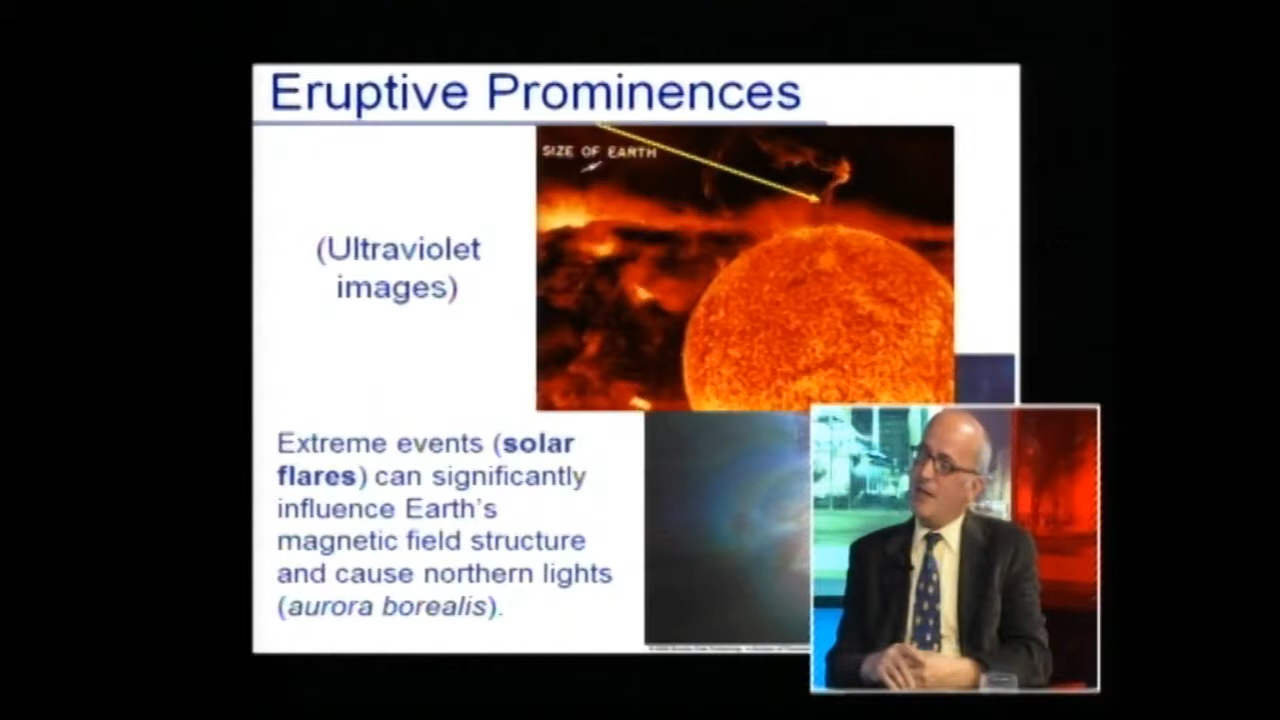 Eruptive Prominences
SIZE OF EARTH
(Ultraviolet
images)
Extreme events (solar
flares) can significantly
influence Earth's
magnetic field structure
and cause northern lights
(aurora borealis).